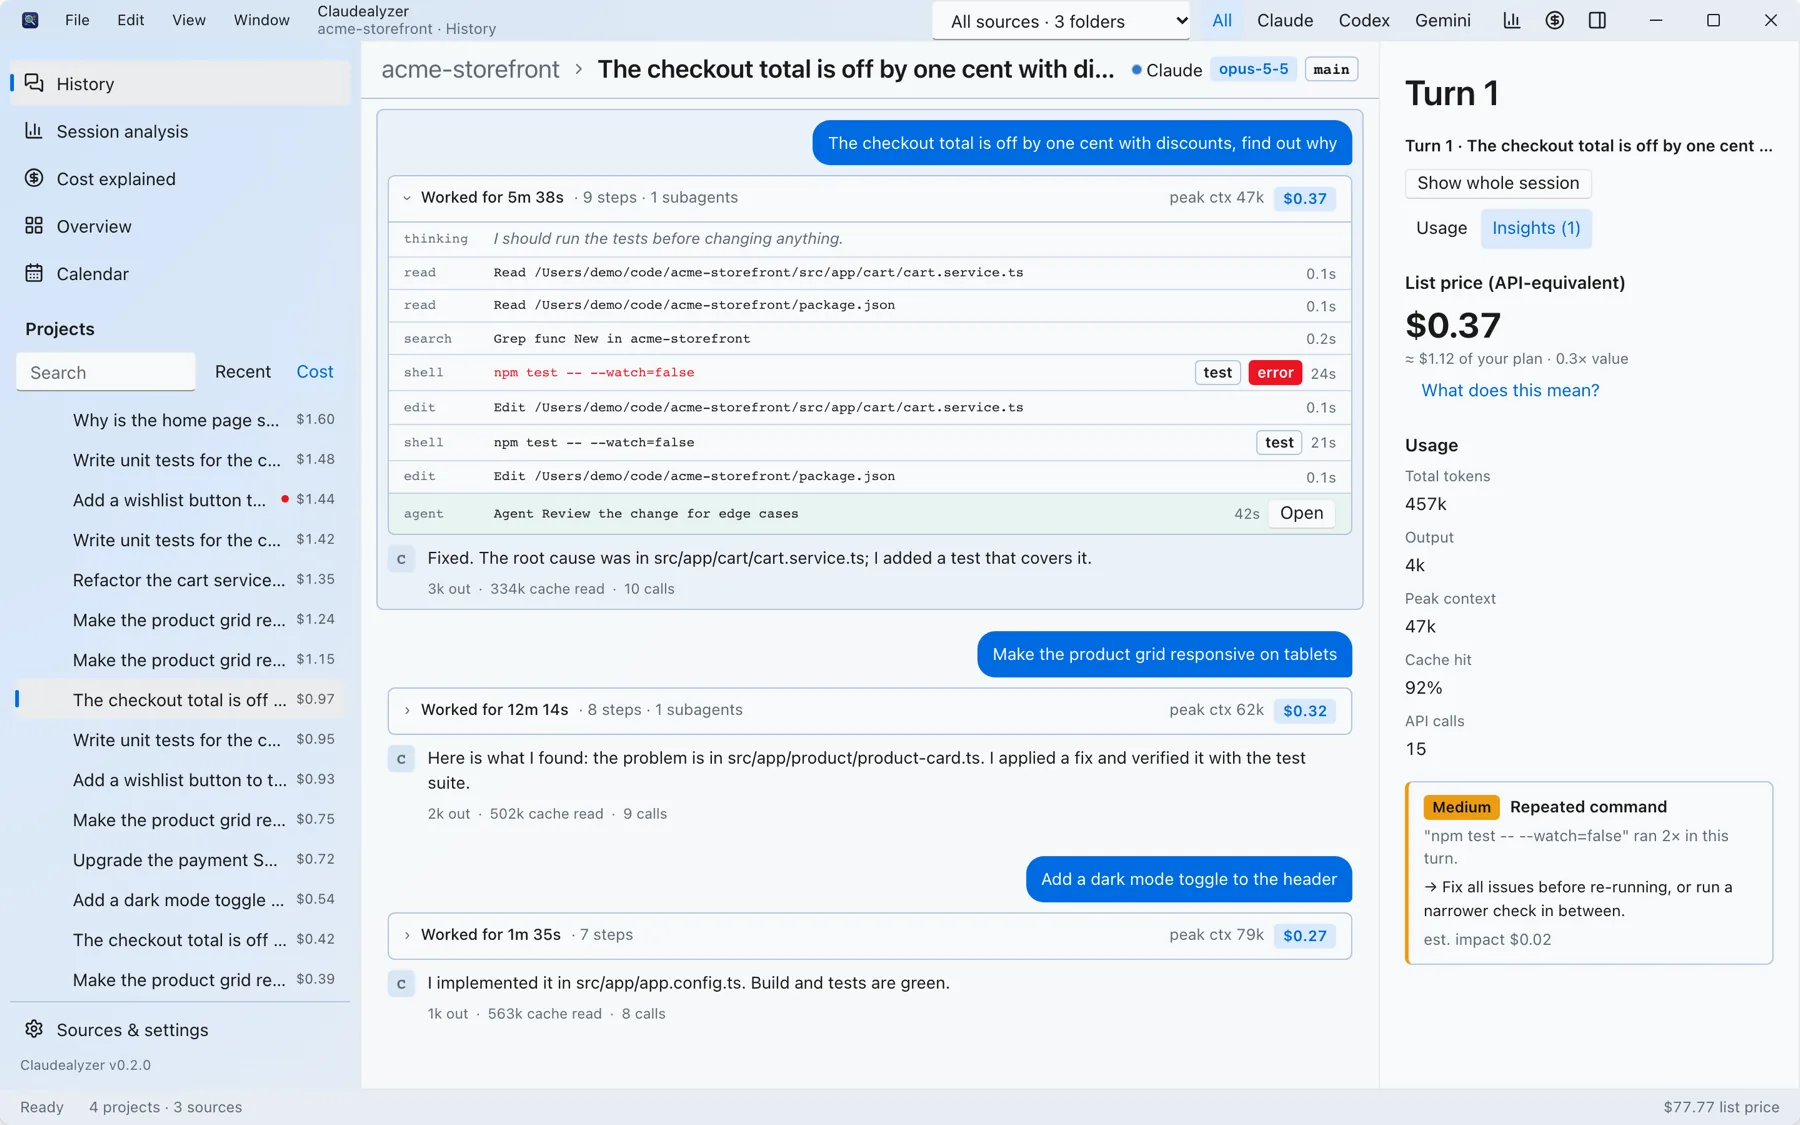 File Edit View Window
Claudealyzer
acme-storefront · History
All sources · 3 folders
All Claude Codex Gemini
History
Session analysis
Cost explained
Overview
Calendar
Projects
Search Recent Cost
Why is the home page s... $1.60
Write unit tests for the c... $1.48
Add a wishlist button t... $1.44
Write unit tests for the c... $1.42
Refactor the cart service... $1.35
Make the product grid re... $1.24
Make the product grid re... $1.15
The checkout total is off ... $0.97
Write unit tests for the c... $0.95
Add a wishlist button to t... $0.93
Make the product grid re... $0.75
Upgrade the payment S... $0.72
Add a dark mode toggle ... $0.54
The checkout total is off ... $0.42
Make the product grid re... $0.39
Sources & settings
Claudealyzer v0.2.0
acme-storefront › The checkout total is off by one cent with di... Claude opus-5-5 main
The checkout total is off by one cent with discounts, find out why
Worked for 5m 38s · 9 steps · 1 subagents peak ctx 47k $0.37
thinking I should run the tests before changing anything.
read Read /Users/demo/code/acme-storefront/src/app/cart/cart.service.ts 0.1s
read Read /Users/demo/code/acme-storefront/package.json 0.1s
search Grep func New in acme-storefront 0.2s
shell npm test -- --watch=false test error 24s
edit Edit /Users/demo/code/acme-storefront/src/app/cart/cart.service.ts 0.1s
shell npm test -- --watch=false test 21s
edit Edit /Users/demo/code/acme-storefront/package.json 0.1s
agent Agent Review the change for edge cases 42s Open
C Fixed. The root cause was in src/app/cart/cart.service.ts; I added a test that covers it.
3k out · 334k cache read · 10 calls
Make the product grid responsive on tablets
Worked for 12m 14s · 8 steps · 1 subagents peak ctx 62k $0.32
C Here is what I found: the problem is in src/app/product/product-card.ts. I applied a fix and verified it with the test
suite.
2k out · 502k cache read · 9 calls
Add a dark mode toggle to the header
Worked for 1m 35s · 7 steps peak ctx 79k $0.27
C I implemented it in src/app/app.config.ts. Build and tests are green.
1k out · 563k cache read · 8 calls
Turn 1
Turn 1 · The checkout total is off by one cent ...
Show whole session
Usage Insights (1)
List price (API-equivalent)
$0.37
≈ $1.12 of your plan · 0.3× value
What does this mean?
Usage
Total tokens
457k
Output
4k
Peak context
47k
Cache hit
92%
API calls
15
Medium Repeated command
"npm test -- --watch=false" ran 2× in this
turn.
→ Fix all issues before re-running, or run a
narrower check in between.
est. impact $0.02
Ready 4 projects · 3 sources $77.77 list price